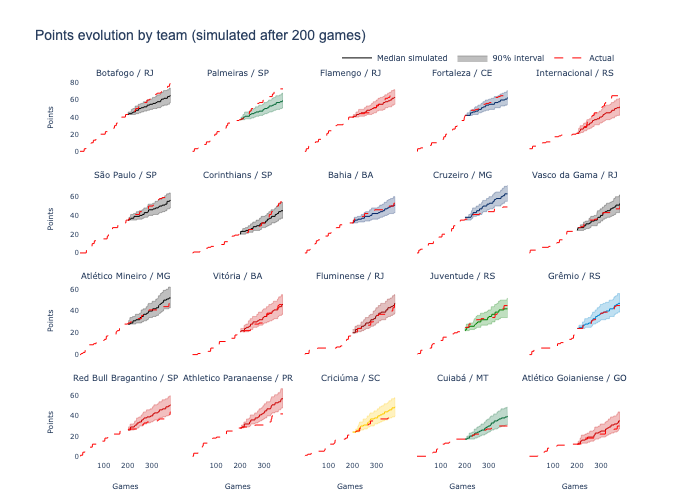 Points evolution by team (simulated after 200 games)
Median simulated 90% interval Actual
Botafogo / RJ Palmeiras / SP Flamengo / RJ Fortaleza / CE Internacional / RS
80
60
40
20
0
Points
São Paulo / SP Corinthians / SP Bahia / BA Cruzeiro / MG Vasco da Gama / RJ
60
40
20
0
Points
Atlético Mineiro / MG Vitória / BA Fluminense / RJ Juventude / RS Grêmio / RS
60
40
20
0
Points
Red Bull Bragantino / SP Athletico Paranaense / PR Criciúma / SC Cuiabá / MT Atlético Goianiense / GO
60
40
20
0
Points
100 200 300 100 200 300 100 200 300 100 200 300 100 200 300
Games Games Games Games Games